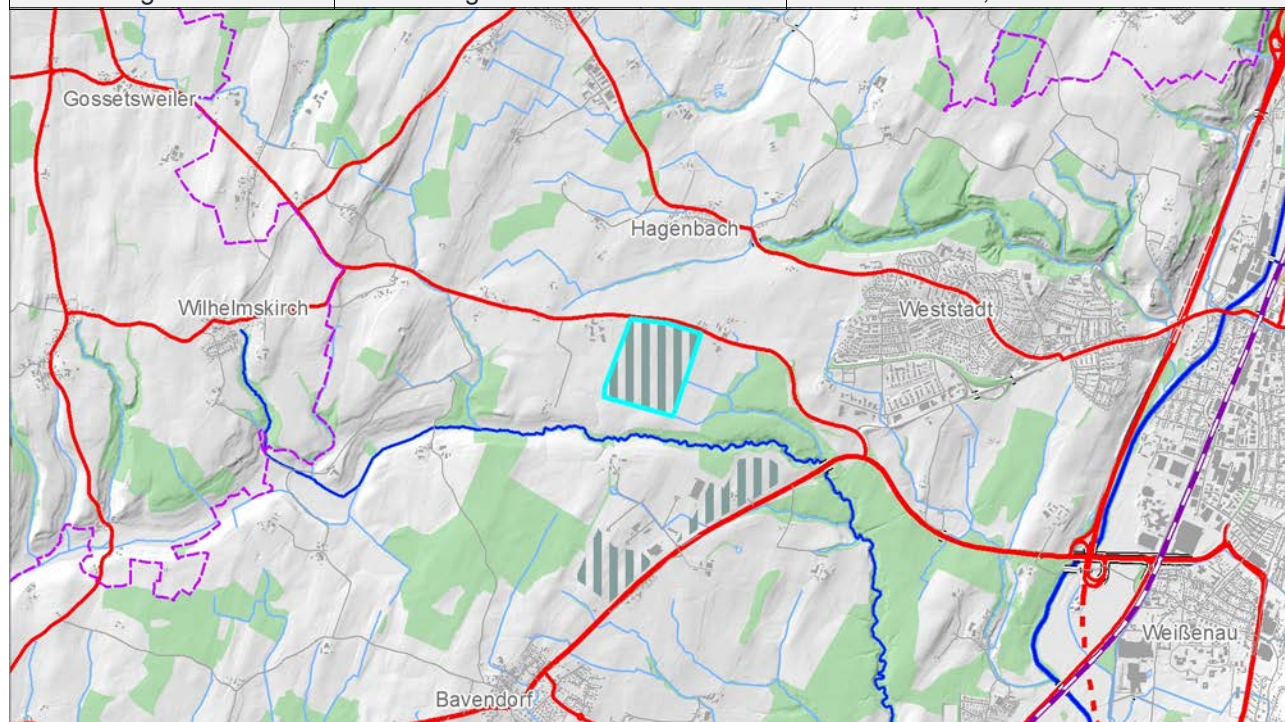 Gossetsweiler
Hagenbach
Wilhelmskirch
Weststadt
Weißenau
Bavendorf